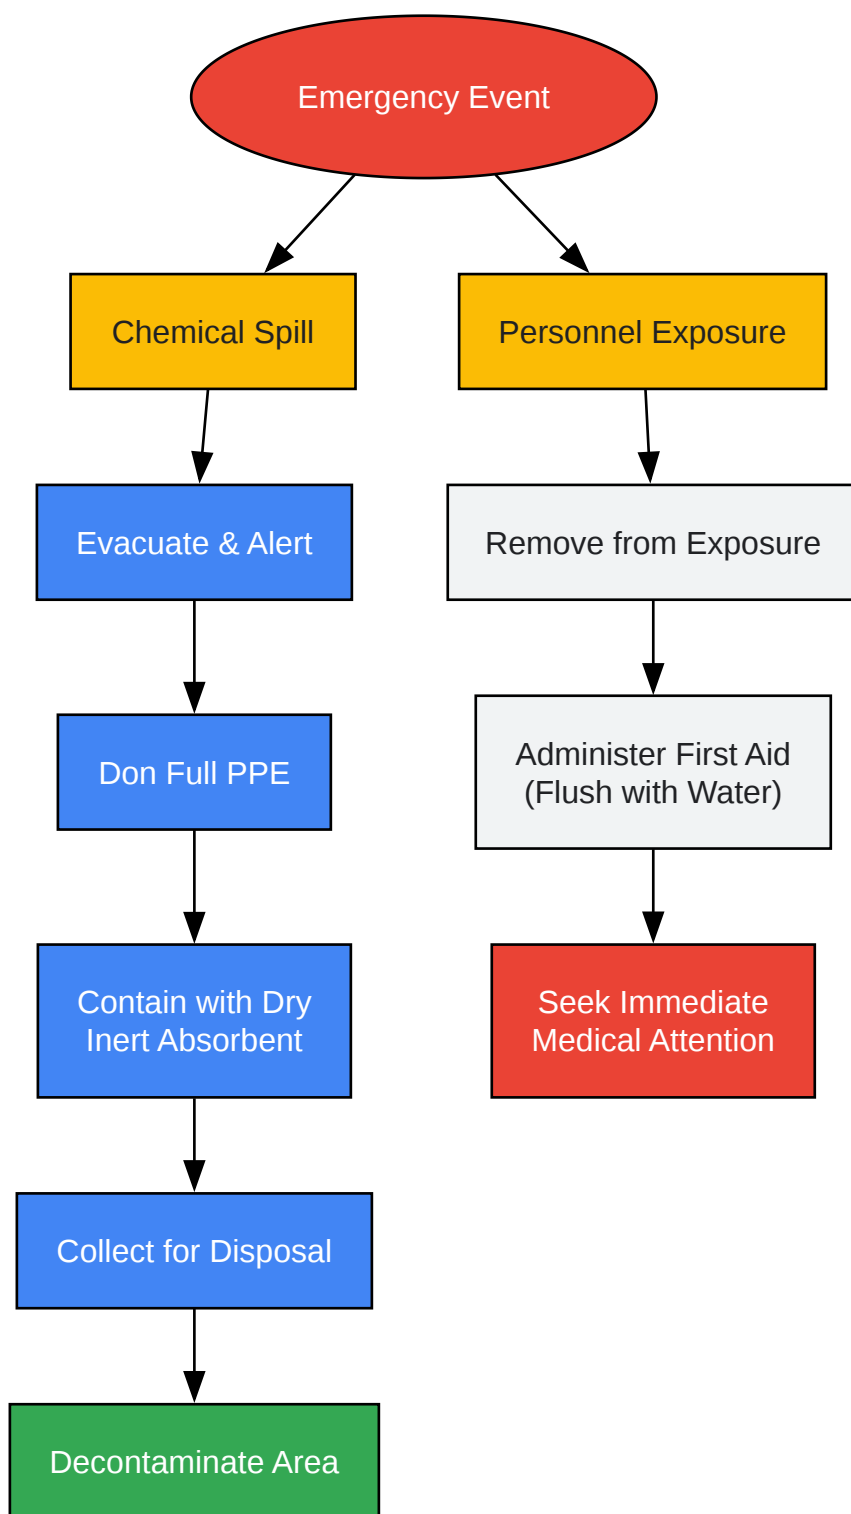 Emergency Event
Chemical Spill
Personnel Exposure
Evacuate & Alert
Remove from Exposure
Don Full PPE
Administer First Aid
(Flush with Water)
Contain with Dry
Inert Absorbent
Seek Immediate
Medical Attention
Collect for Disposal
Decontaminate Area